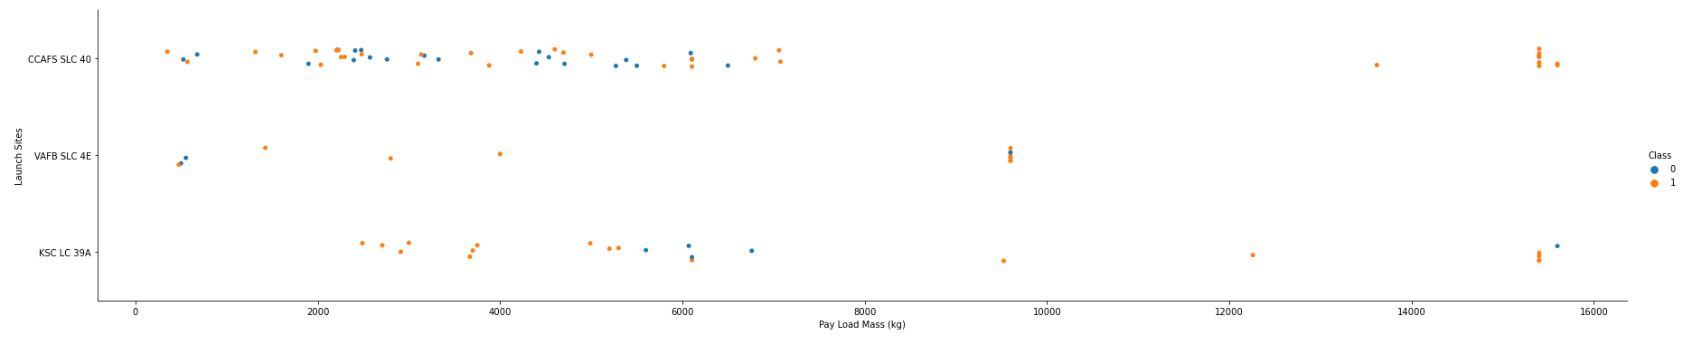 CCAFS SLC 40
VAFB SLC 4E
KSC LC 39A
Launch Sites
0
2000
4000
6000
8000
10000
12000
14000
16000
Pay Load Mass (kg)
Class
0
1